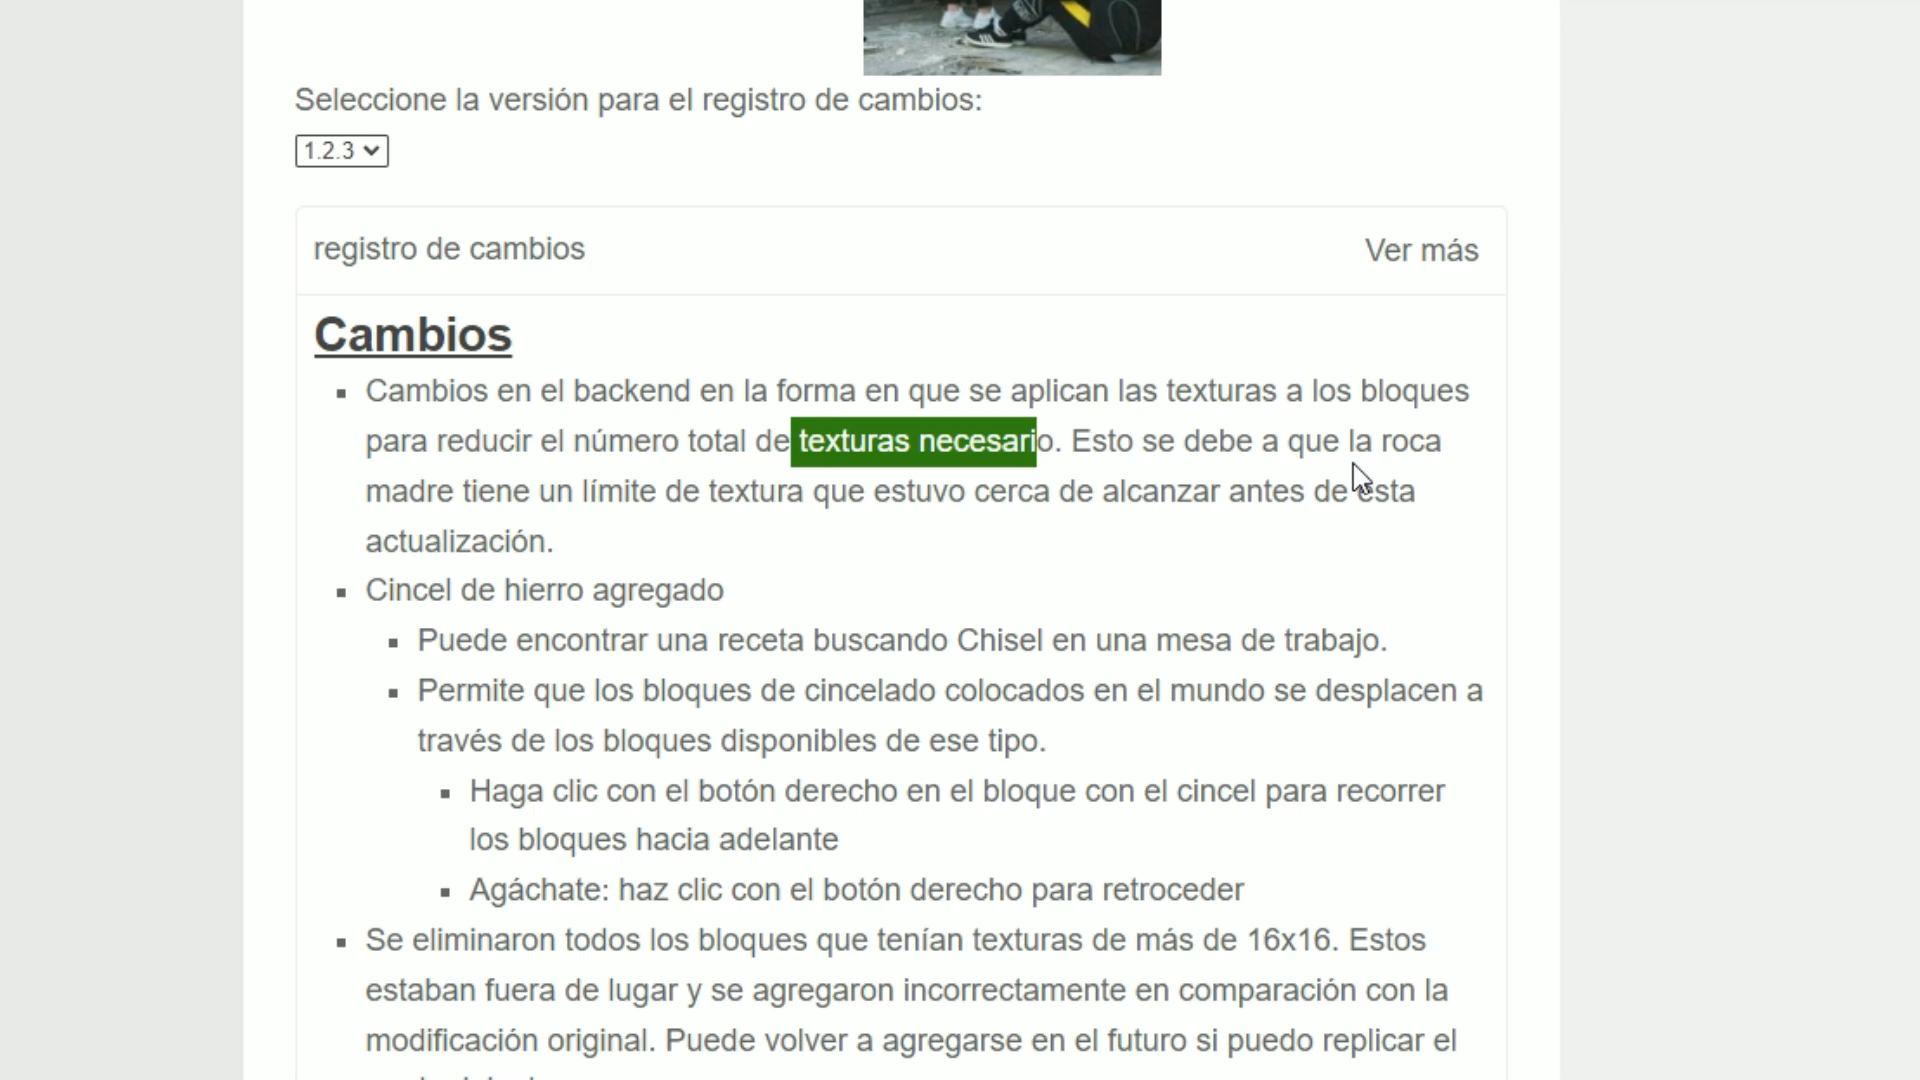 Seleccione la versión para el registro de cambios:
1.2.3
registro de cambios
Ver más
Cambios
Cambios en el backend en la forma en que se aplican las texturas a los bloques
para reducir el número total de texturas necesario. Esto se debe a que la roca
madre tiene un límite de textura que estuvo cerca de alcanzar antes de esta
actualización.
Cincel de hierro agregado
Puede encontrar una receta buscando Chisel en una mesa de trabajo.
Permite que los bloques de cincelado colocados en el mundo se desplacen a
través de los bloques disponibles de ese tipo.
Haga clic con el botón derecho en el bloque con el cincel para recorrer
los bloques hacia adelante
Agáchate: haz clic con el botón derecho para retroceder
Se eliminaron todos los bloques que tenían texturas de más de 16x16. Estos
estaban fuera de lugar y se agregaron incorrectamente en comparación con la
modificación original. Puede volver a agregarse en el futuro si puedo replicar el